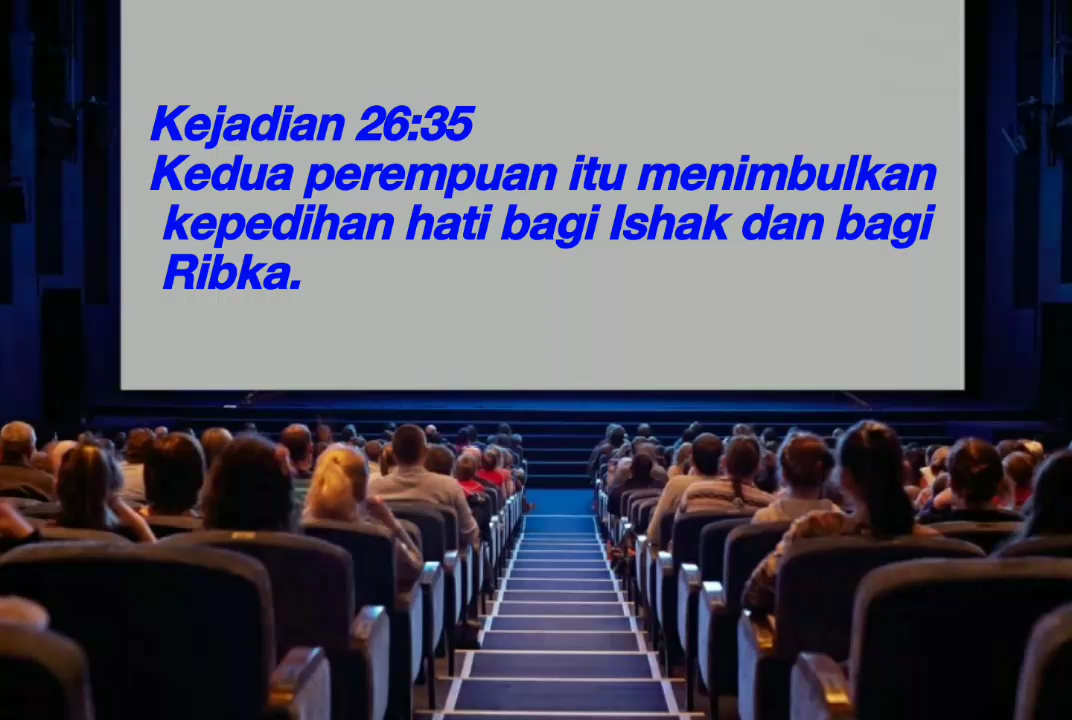 Kejadian 26:35
Kedua perempuan itu menimbulkan
kepedihan hati bagi Ishak dan bagi
Ribka.